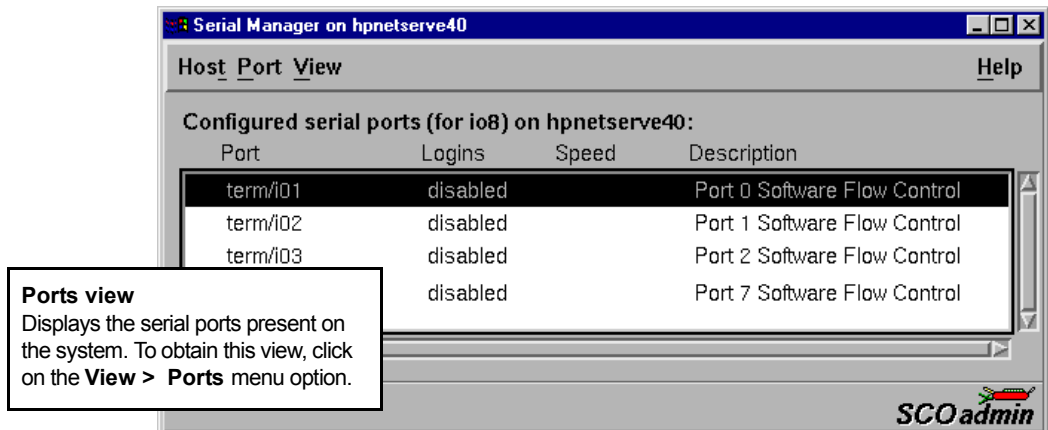 Serial Manager on hpnetserve40
Host Port View Help
Configured serial ports (for io8) on hpnetserve40:
Port Logins Speed Description
term/i01 disabled Port 0 Software Flow Control
term/i02 disabled Port 1 Software Flow Control
term/i03 disabled Port 2 Software Flow Control
disabled Port 7 Software Flow Control
Ports view
Displays the serial ports present on
the system. To obtain this view, click
on the View > Ports menu option.
SCOadmin